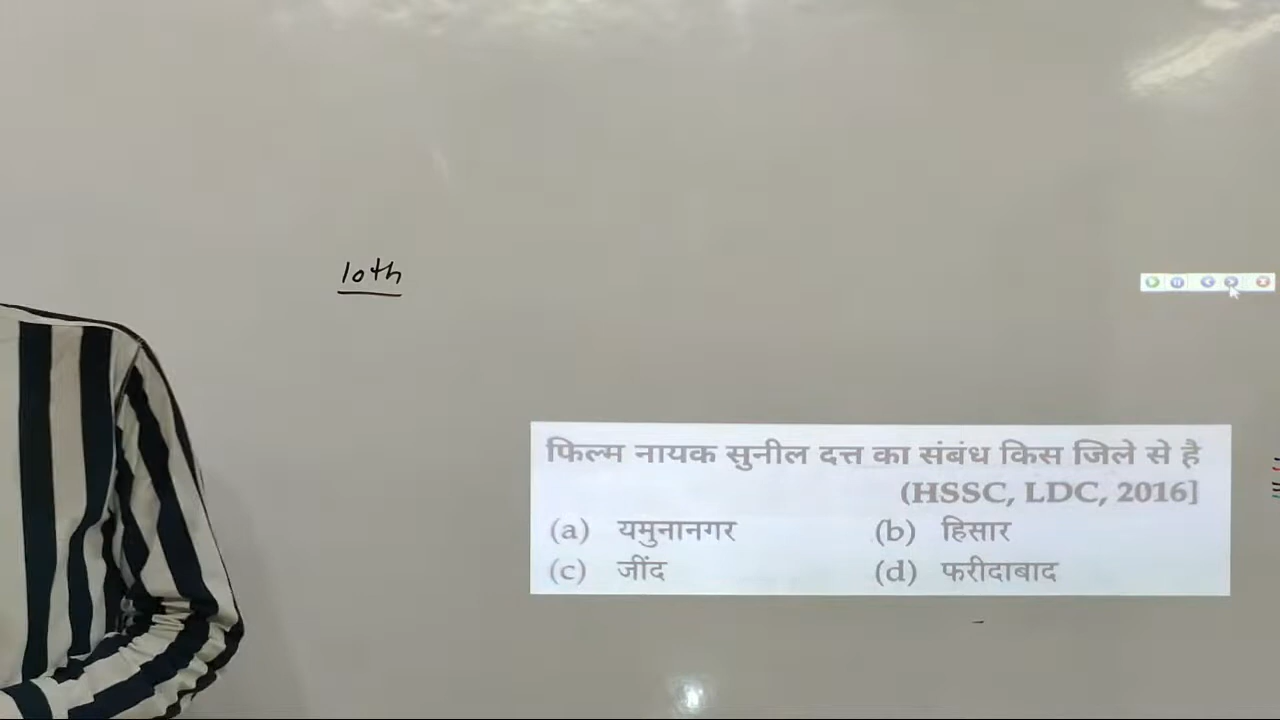 10th
फिल्म नायक सुनील दत्त का संबंध किस जिले से है
(HSSC, LDC, 2016]
(a) यमुनानगर (b) हिसार
(c) जींद (d) फरीदाबाद